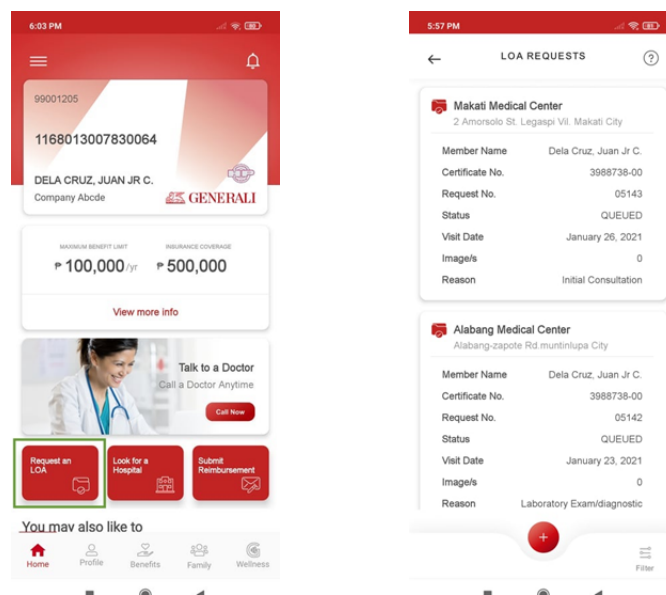 6:03 PM
99001205
1168013007830064
DELA CRUZ, JUAN JR C.
Company Abcde
GENERALI
MAXIMUM BENEFIT LIMIT INSURANCE COVERAGE
₱ 100,000 /yr ₱ 500,000
View more info
Talk to a Doctor
Call a Doctor Anytime
Call Now
Request an LOA
Look for a Hospital
Submit Reimbursement
You may also like to
Home Profile Benefits Family Wellness
5:57 PM
LOA REQUESTS
Makati Medical Center
2 Amorsolo St. Legaspi Vil. Makati City
Member Name Dela Cruz, Juan Jr C.
Certificate No. 3988738-00
Request No. 05143
Status QUEUED
Visit Date January 26, 2021
Image/s 0
Reason Initial Consultation
Alabang Medical Center
Alabang-zapote Rd muntinlupa City
Member Name Dela Cruz, Juan Jr C.
Certificate No. 3988738-00
Request No. 05142
Status QUEUED
Visit Date January 23, 2021
Image/s 0
Reason Laboratory Exam/diagnostic
Filter